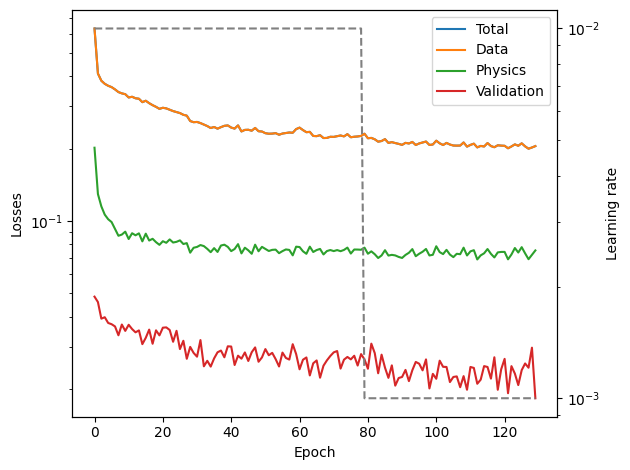 Total
Data
Physics
Validation
10⁻²
10⁻¹
10⁻³
Losses
Learning rate
0 20 40 60 80 100 120
Epoch